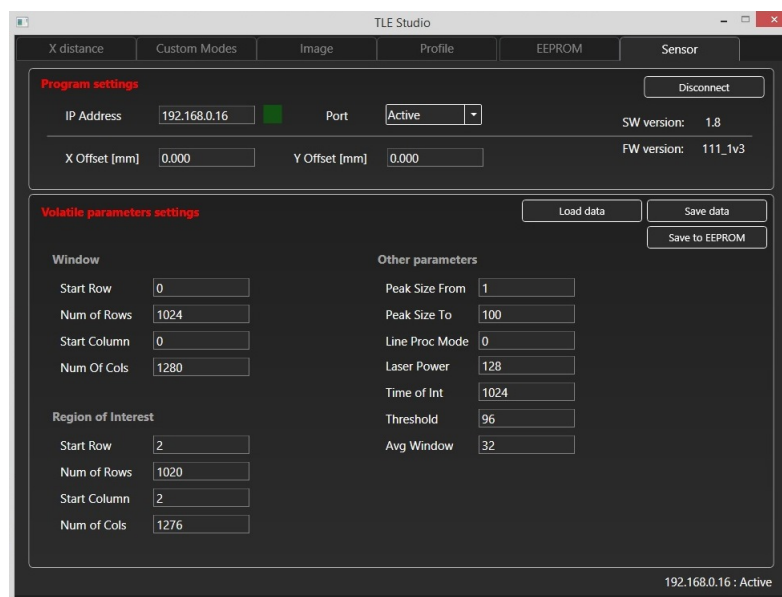 TLE Studio
X distance Custom Modes Image Profile EEPROM Sensor
Program settings
Disconnect
IP Address 192.168.0.16 Port Active
SW version: 1.8
X Offset [mm] 0.000 Y Offset [mm] 0.000
FW version: 111_1v3
Volatile parameters settings
Load data Save data
Save to EEPROM
Window Other parameters
Start Row 0 Peak Size From 1
Num of Rows 1024 Peak Size To 100
Start Column 0 Line Proc Mode 0
Num Of Cols 1280 Laser Power 128
Time of Int 1024
Region of Interest Threshold 96
Start Row 2 Avg Window 32
Num of Rows 1020
Start Column 2
Num of Cols 1276
192.168.0.16 : Active